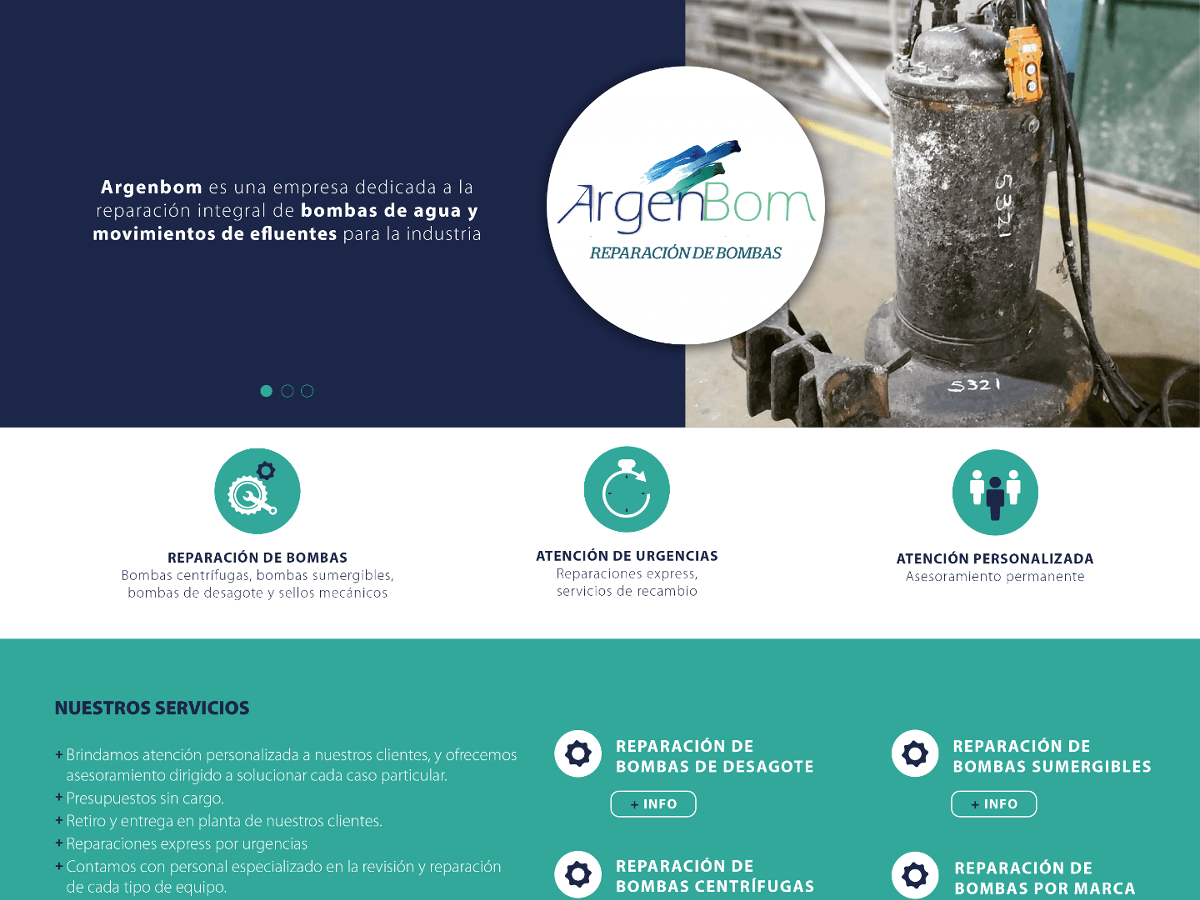 Argenbom es una empresa dedicada a la
reparación integral de bombas de agua y
movimientos de efluentes para la industria
ArgenBom
REPARACIÓN DE BOMBAS
S321
S321
REPARACIÓN DE BOMBAS
Bombas centrífugas, bombas sumergibles,
bombas de desagote y sellos mecánicos
ATENCIÓN DE URGENCIAS
Reparaciones express,
servicios de recambio
ATENCIÓN PERSONALIZADA
Asesoramiento permanente
NUESTROS SERVICIOS
+ Brindamos atención personalizada a nuestros clientes, y ofrecemos
asesoramiento dirigido a solucionar cada caso particular.
+ Presupuestos sin cargo.
+ Retiro y entrega en planta de nuestros clientes.
+ Reparaciones express por urgencias
+ Contamos con personal especializado en la revisión y reparación
de cada tipo de equipo.
REPARACIÓN DE
BOMBAS DE DESAGOTE
+ INFO
REPARACIÓN DE
BOMBAS SUMERGIBLES
+ INFO
REPARACIÓN DE
BOMBAS CENTRÍFUGAS
REPARACIÓN DE
BOMBAS POR MARCA